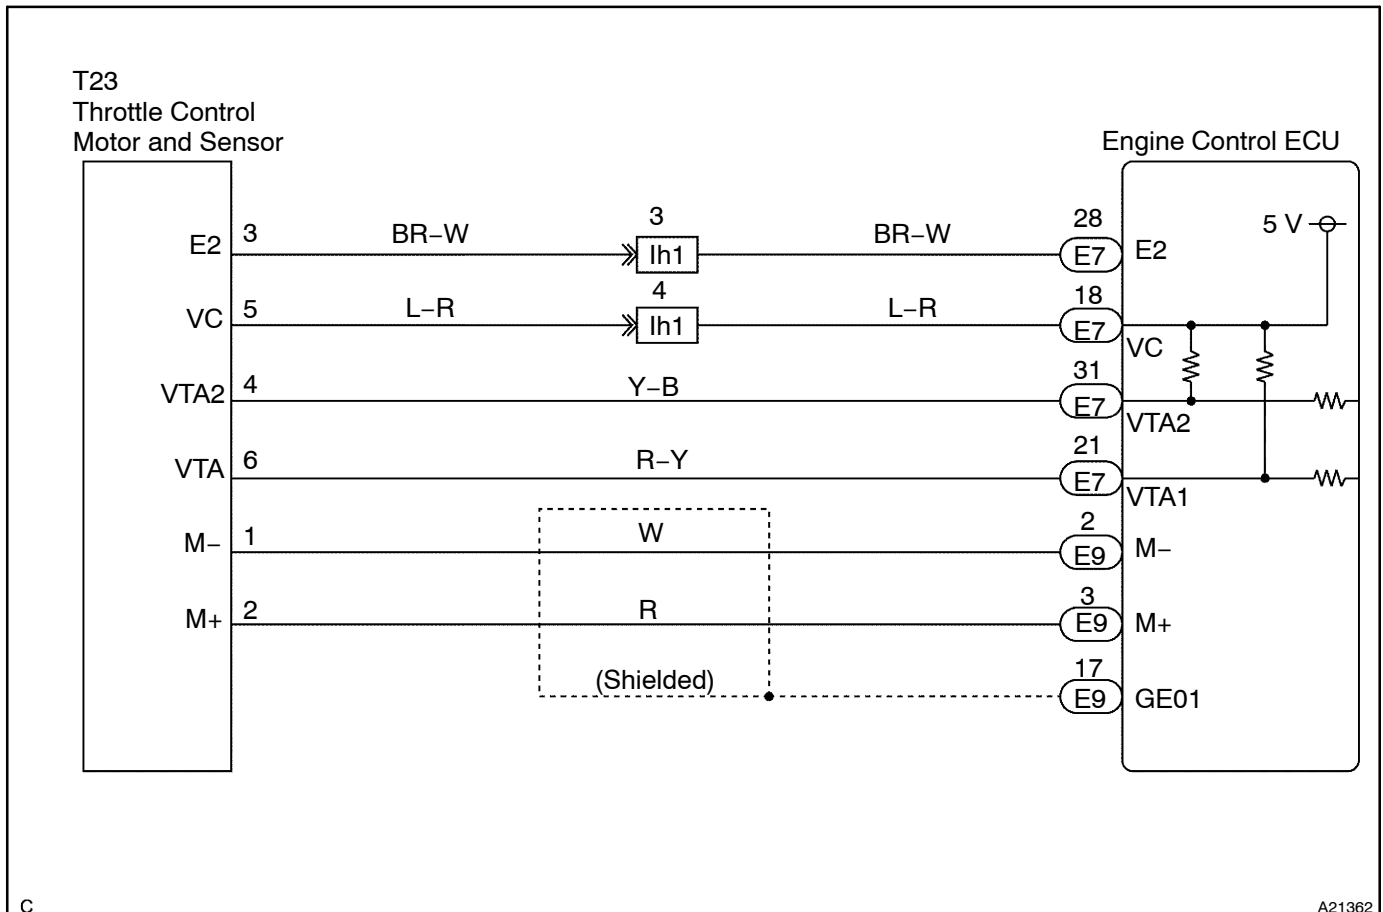 T23
Throttle Control
Motor and Sensor
Engine Control ECU
E2
3
BR−W
3
Ih1
BR−W
28
E7
E2
5 V
VC
5
L−R
4
Ih1
L−R
18
E7
VC
VTA2
4
Y−B
31
E7
VTA2
VTA
6
R−Y
21
E7
VTA1
M−
1
W
2
E9
M−
M+
2
R
3
E9
M+
(Shielded)
17
E9
GE01
C
A21362